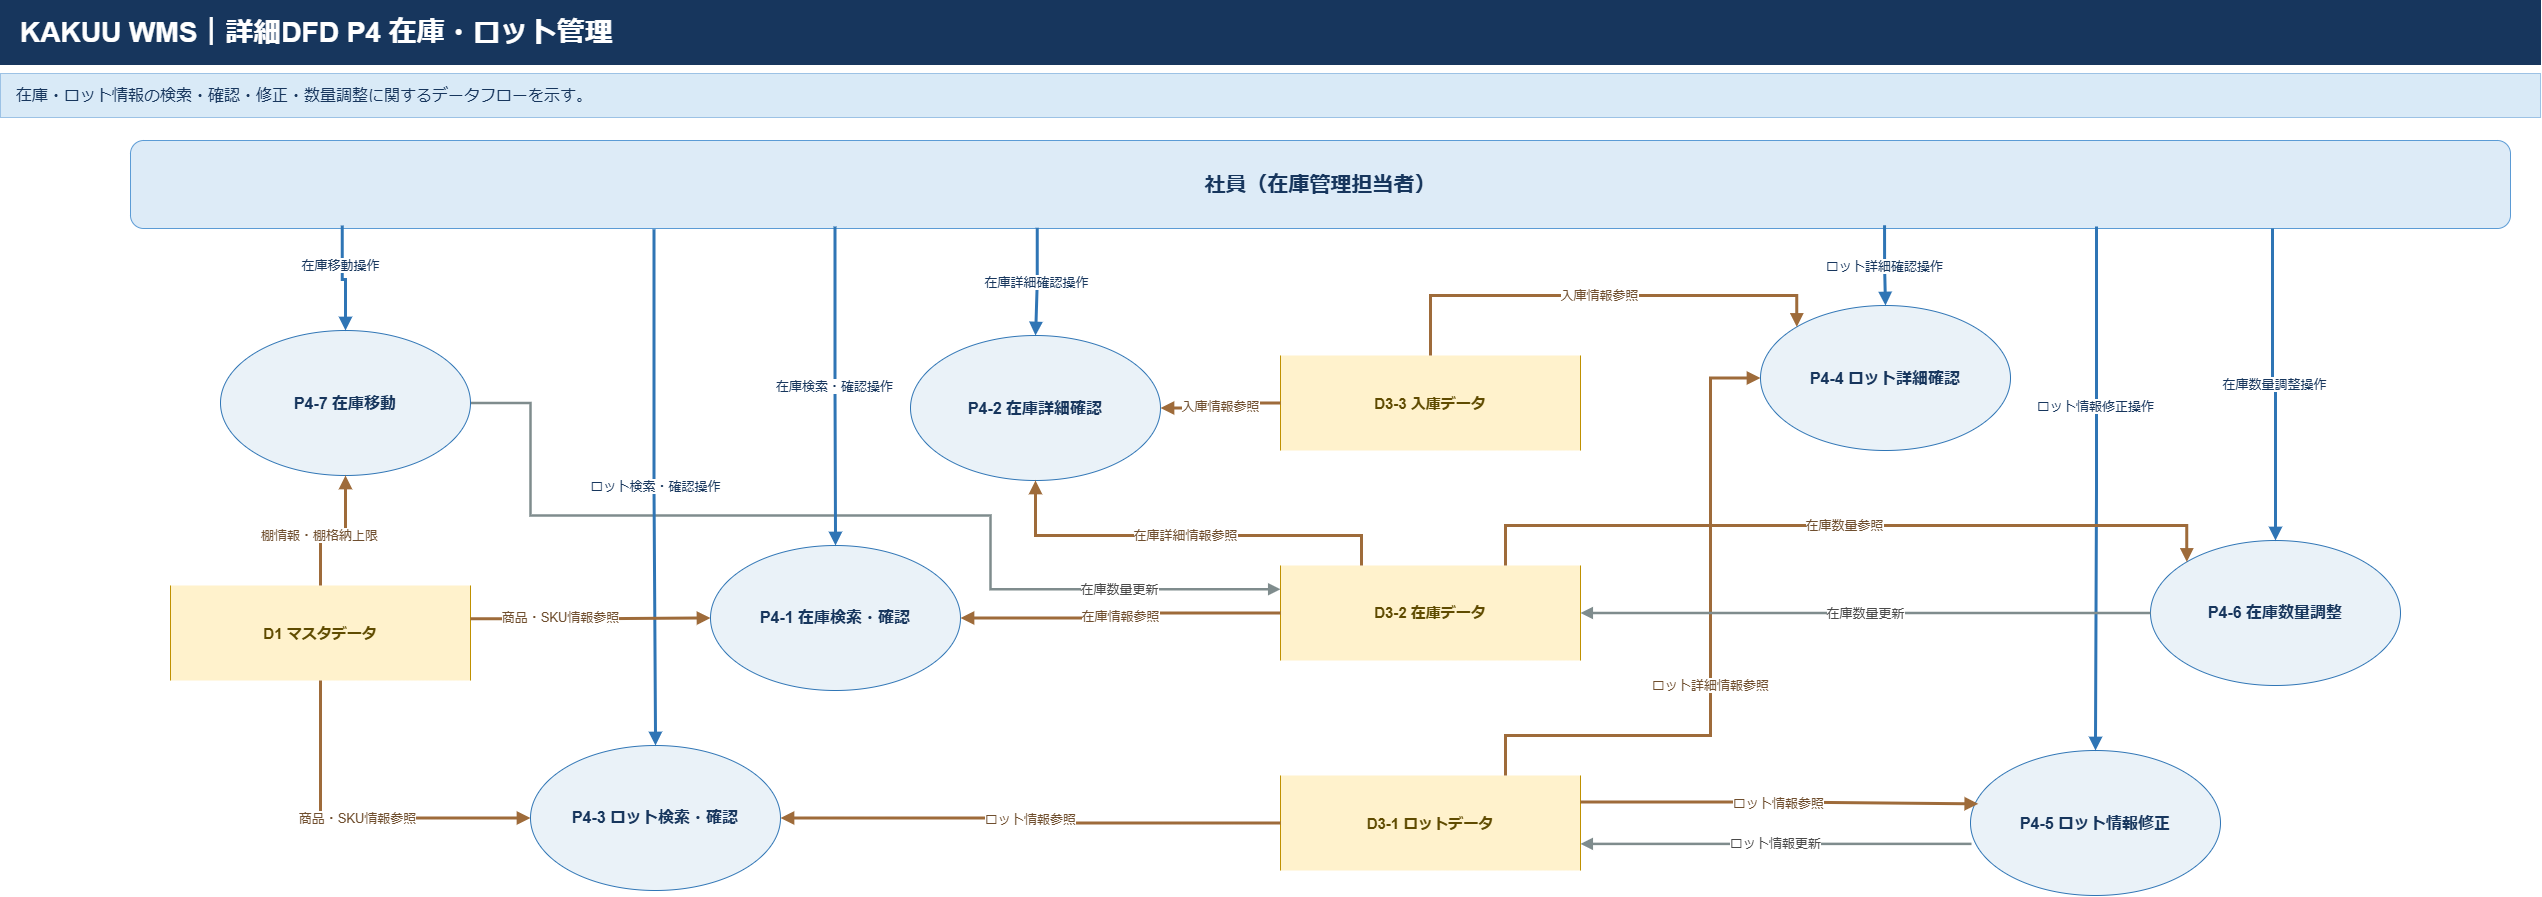 KAKUU WMS｜詳細DFD P4 在庫・ロット管理
在庫・ロット情報の検索・確認・修正・数量調整に関するデータフローを示す。
社員（在庫管理担当者）
在庫移動操作
在庫詳細確認操作
ロット詳細確認操作
入庫情報参照
P4-7 在庫移動
在庫検索・確認操作
P4-2 在庫詳細確認
入庫情報参照
D3-3 入庫データ
P4-4 ロット詳細確認
ロット情報修正操作
在庫数量調整操作
ロット検索・確認操作
棚情報・棚格納上限
在庫詳細情報参照
在庫数量参照
在庫数量更新
D1 マスタデータ
商品・SKU情報参照
P4-1 在庫検索・確認
在庫情報参照
D3-2 在庫データ
在庫数量更新
P4-6 在庫数量調整
ロット詳細情報参照
商品・SKU情報参照
P4-3 ロット検索・確認
ロット情報参照
D3-1 ロットデータ
ロット情報参照
ロット情報更新
P4-5 ロット情報修正